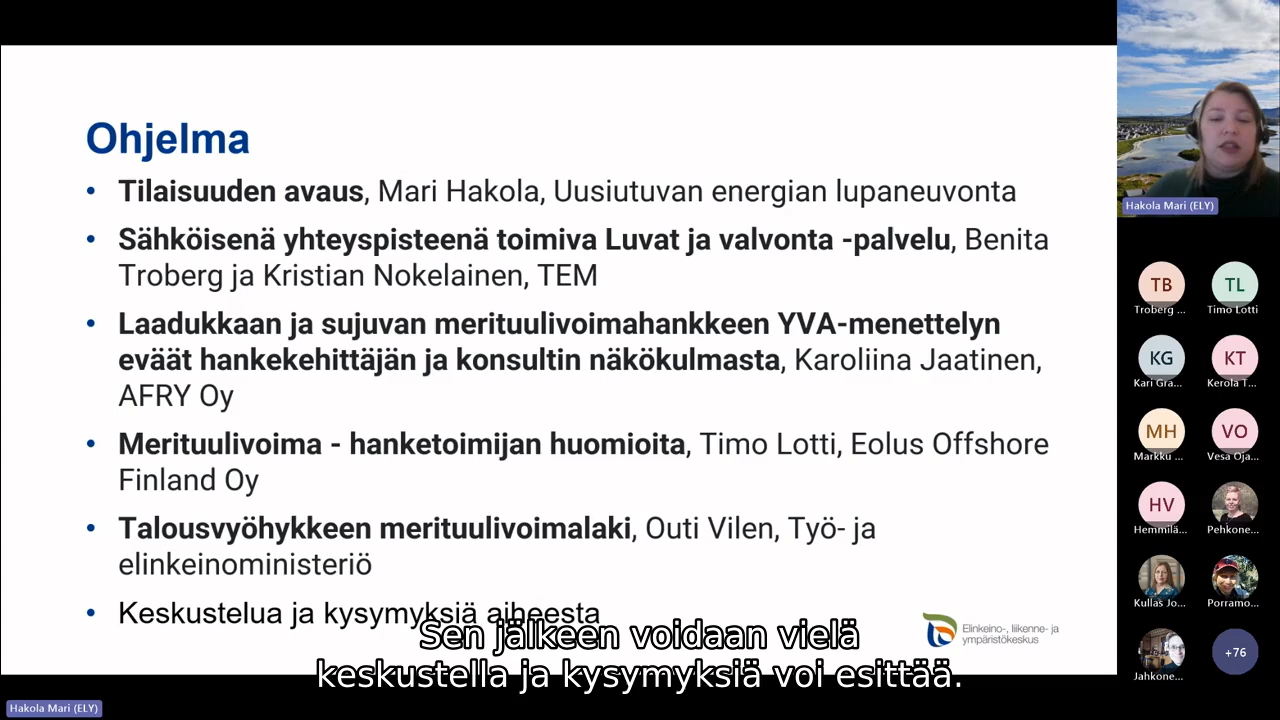 Ohjelma
• Tilaisuuden avaus, Mari Hakola, Uusiutuvan energian lupaneuvonta
• Sähköisenä yhteyspisteenä toimiva Luvat ja valvonta -palvelu, Benita
Troberg ja Kristian Nokelainen, TEM
• Laadukkaan ja sujuvan merituulivoimahankkeen YVA-menettelyn
eväät hankekehittäjän ja konsultin näkökulmasta, Karoliina Jaatinen,
AFRY Oy
• Merituulivoima - hanketoimijan huomioita, Timo Lotti, Eolus Offshore
Finland Oy
• Talousvyöhykkeen merituulivoimalaki, Outi Vilen, Työ- ja
elinkeinoministeriö
• Keskustelua ja kysymyksiä aiheesta
Elinkeino-, liikenne- ja
ympäristökeskus
Sen jälkeen voidaan vielä
keskustella ja kysymyksiä voi esittää.
Hakola Mari (ELY)
Hakola Mari (ELY)
TB TL
Troberg ... Timo Lotti
KG KT
Kari Gra... Kerola T...
MH VO
Markku ... Vesa Oja...
HV
Hemmilä... Pehkone...
Kullas Jo... Porramo...
Jahkone... +76